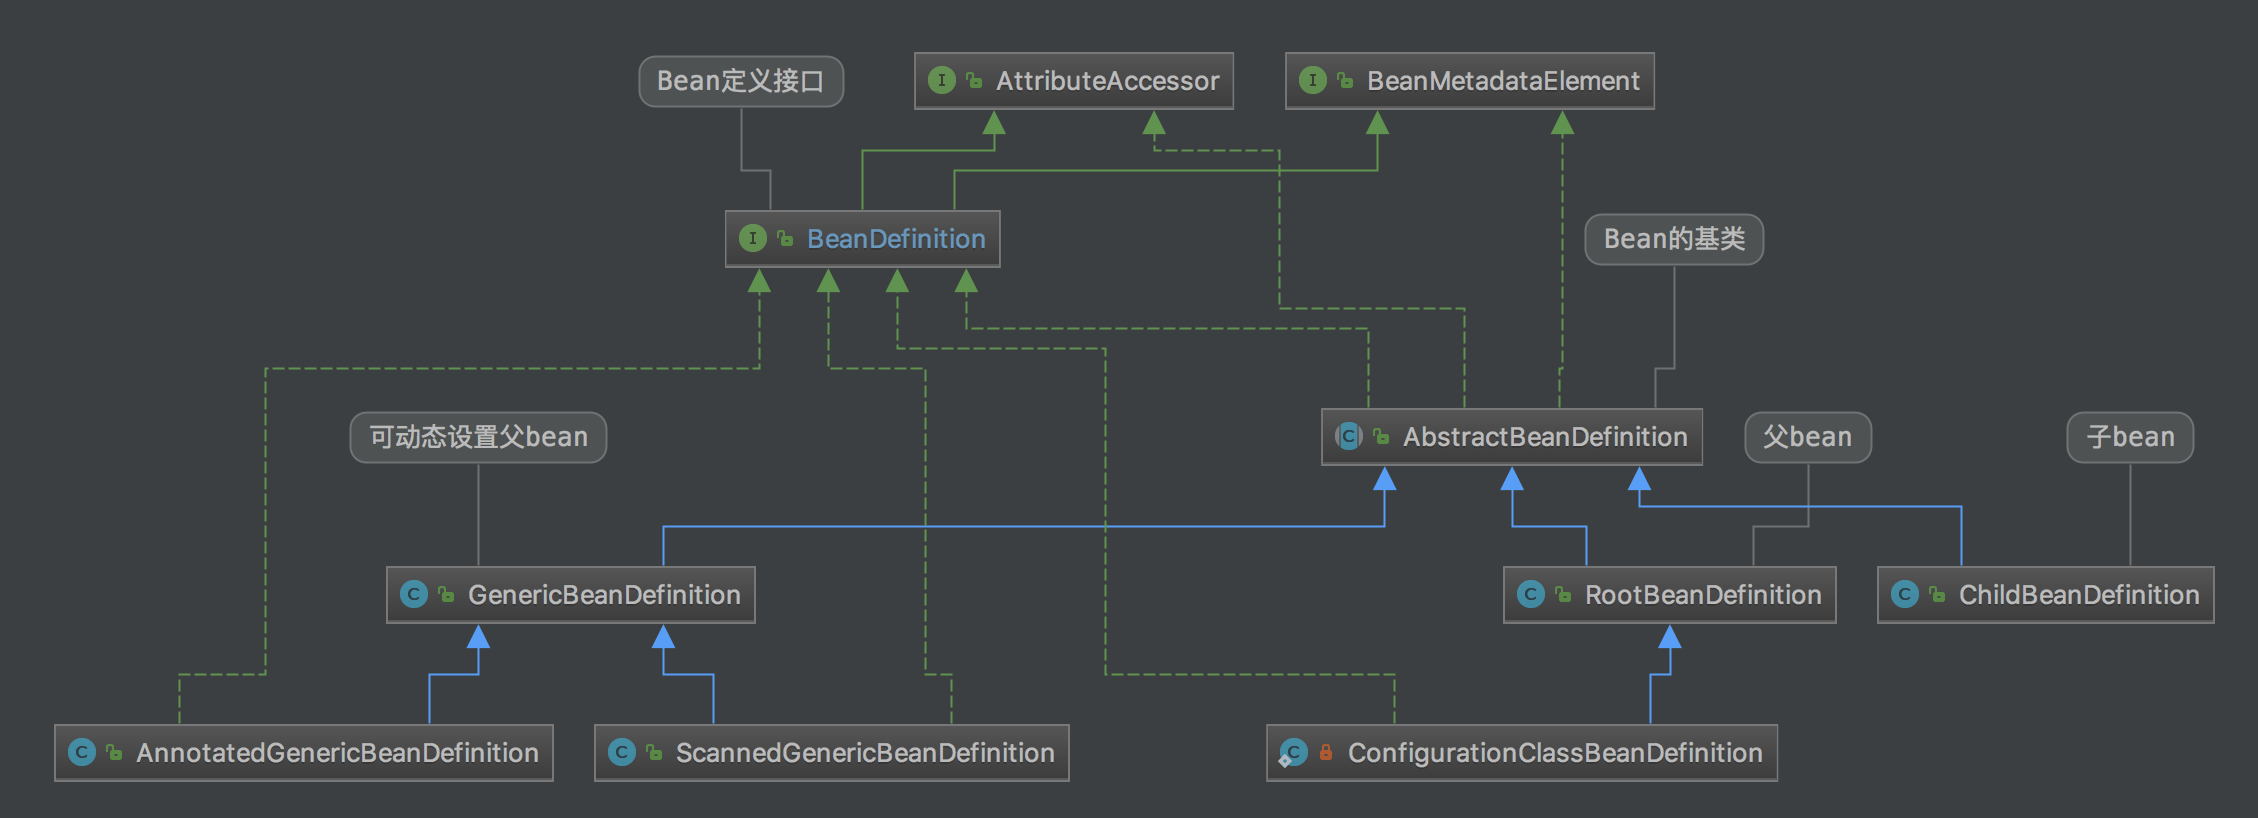 Bean定义接口
AttributeAccessor
BeanMetadataElement
BeanDefinition
Bean的基类
可动态设置父bean
AbstractBeanDefinition
父bean
子bean
GenericBeanDefinition
RootBeanDefinition
ChildBeanDefinition
AnnotatedGenericBeanDefinition
ScannedGenericBeanDefinition
ConfigurationClassBeanDefinition